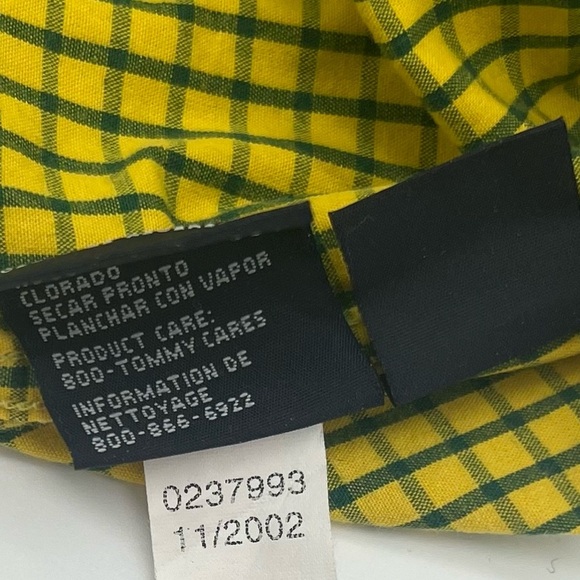 CLORADO
SECAR PRONTO
PLANCHAR CON VAPOR
PRODUCT CARE:
800-TOMMY CARES
INFORMATION DE
NETTOYAGE
800-866-6922
0237993
11/2002